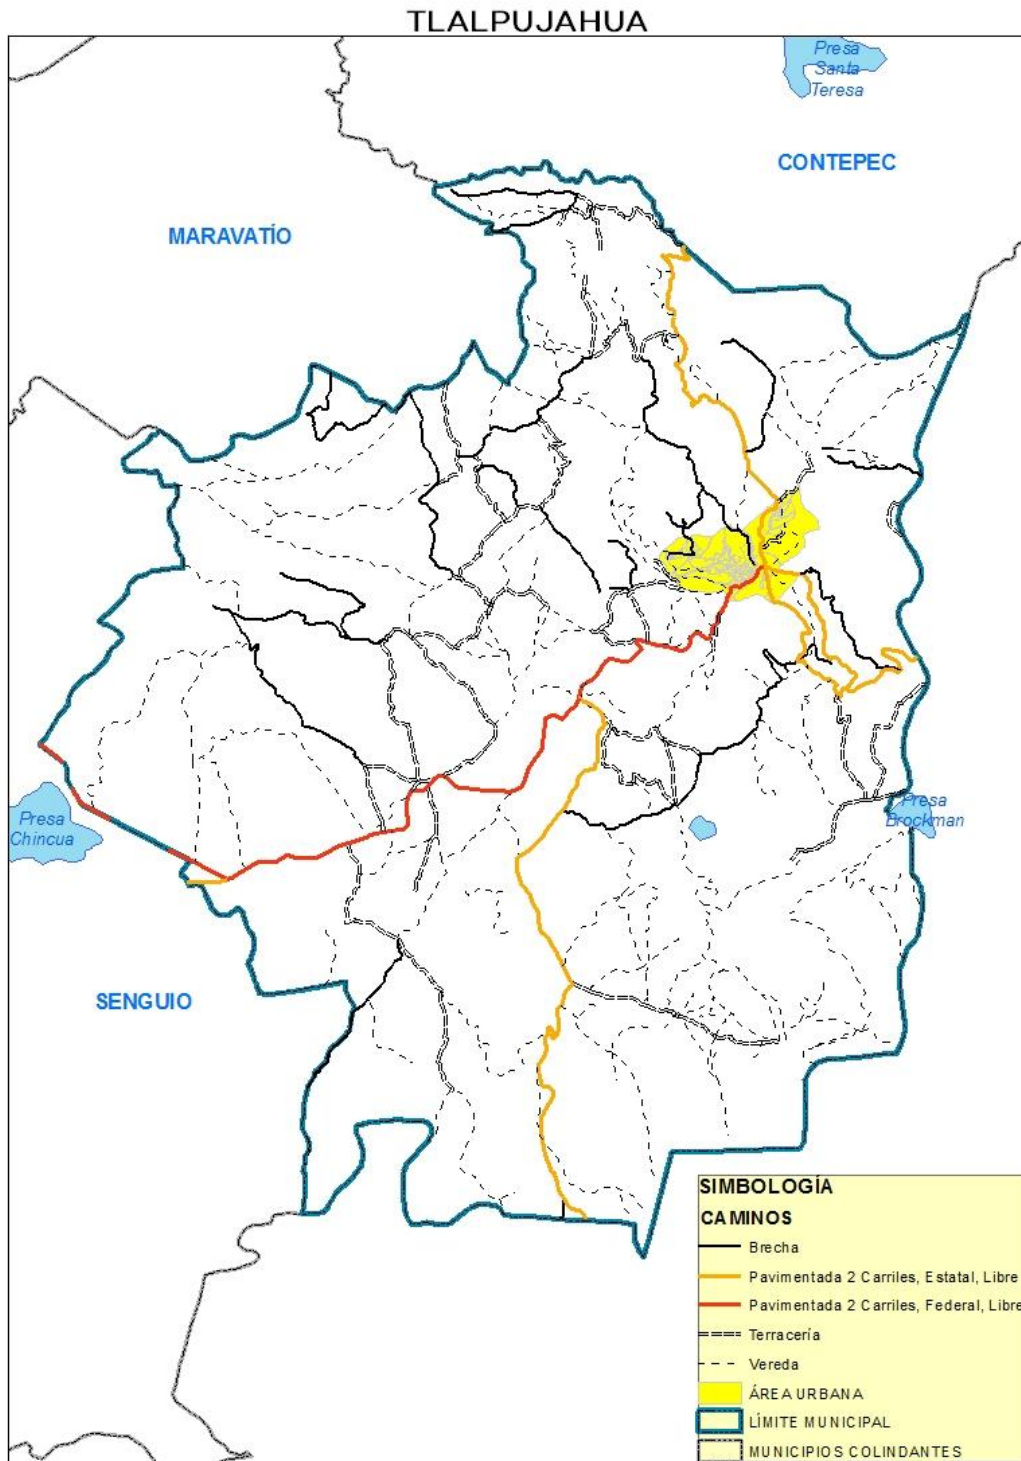 TLALPUJAHUA
Presa
Santa
Teresa
CONTEPEC
MARAVATÍO
Presa
Chincua
Presa
Brockman
SENGUIO
SIMBOLOGÍA
CAMINOS
Brecha
Pavimentada 2 Carriles, Estatal, Libre
Pavimentada 2 Carriles, Federal, Libre
Terracería
Vereda
ÁREA URBANA
LÍMITE MUNICIPAL
MUNICIPIOS COLINDANTES